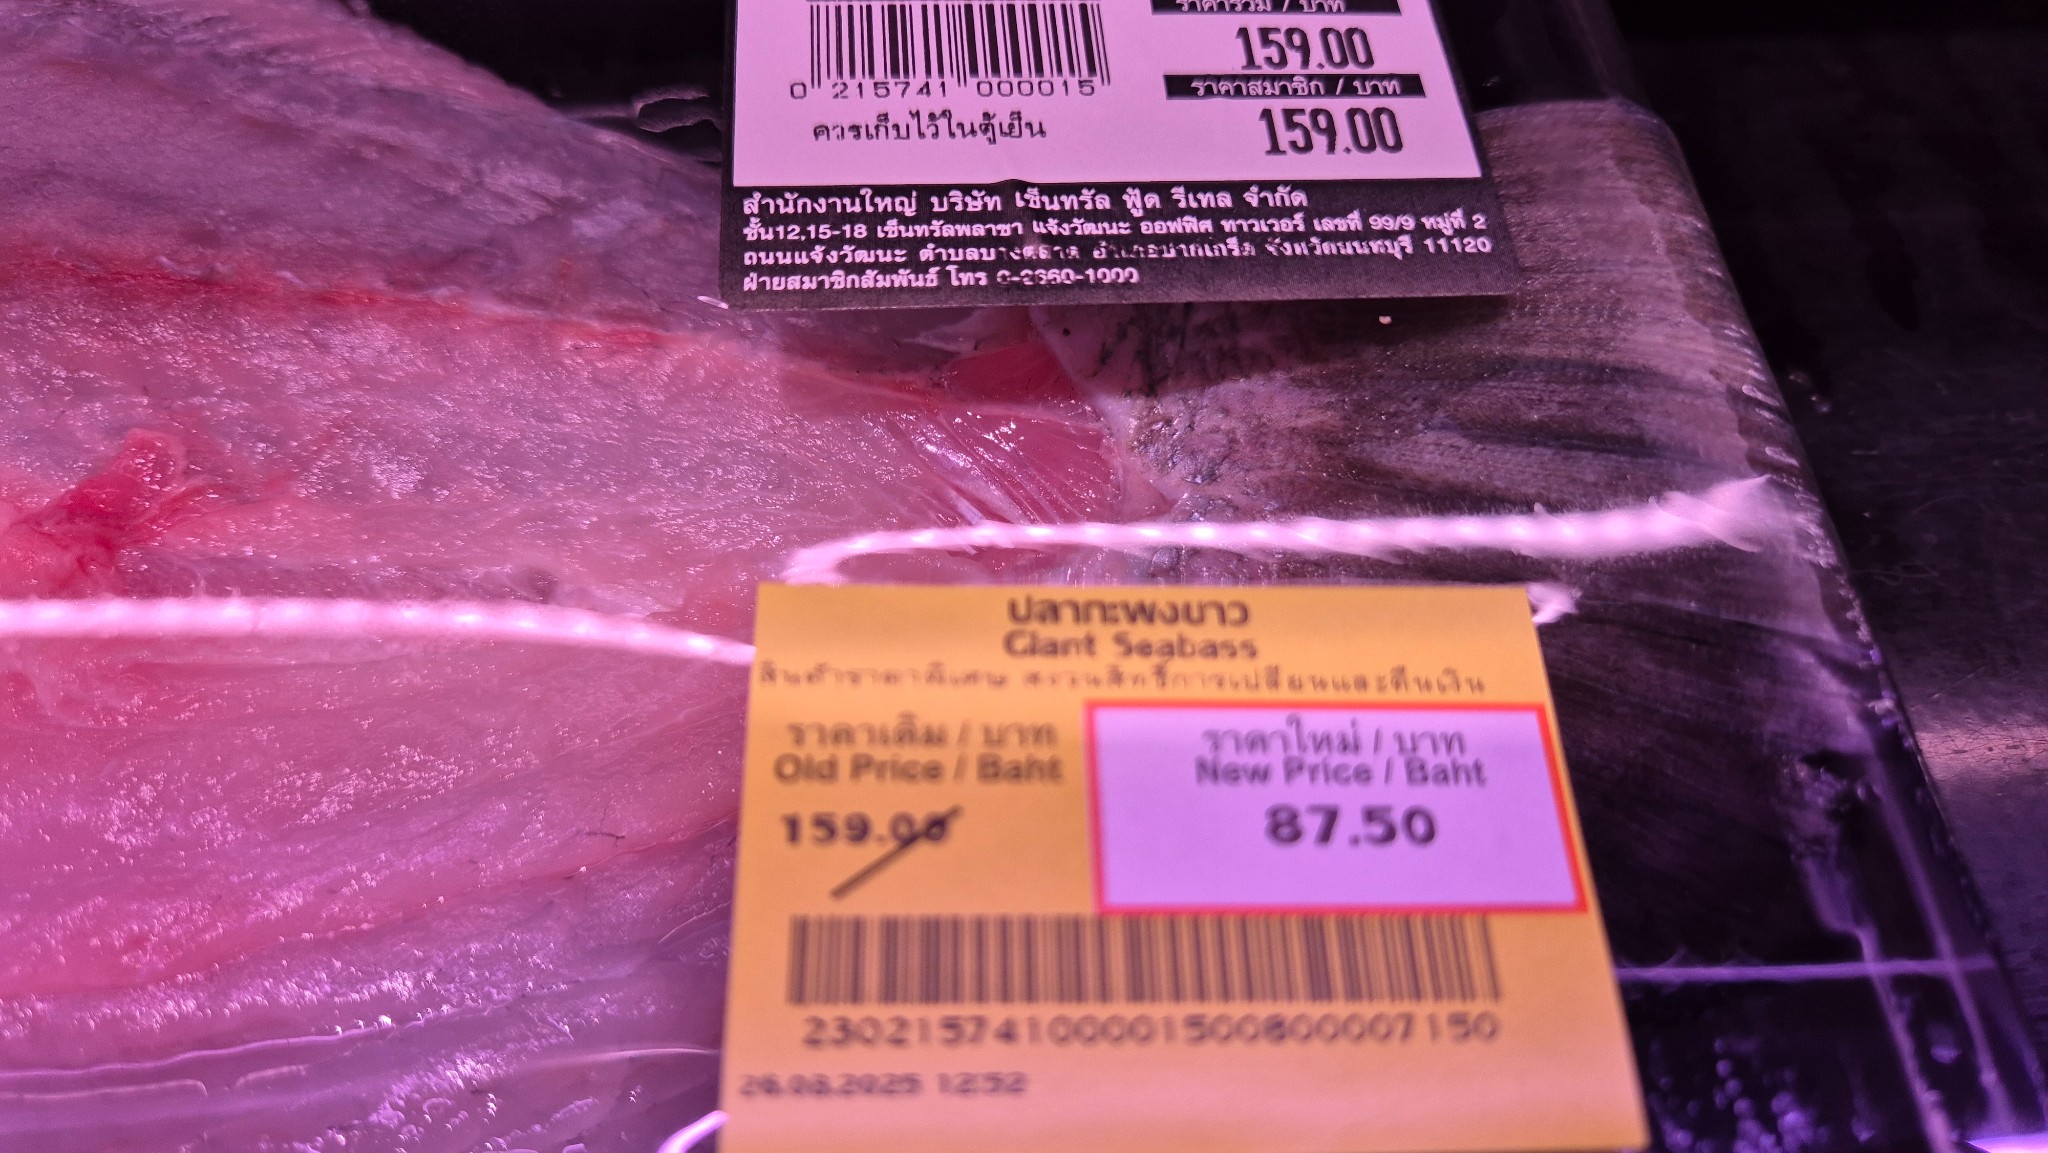 ราคารวม / บาท
159.00
ราคาสมาชิก / บาท
159.00
0 215741 000015
ควรเก็บไว้ในตู้เย็น
สำนักงานใหญ่ บริษัท เซ็นทรัล ฟู้ด รีเทล จำกัด
ชั้น12,15-18 เซ็นทรัลพลาซา แจ้งวัฒนะ ออฟฟิศ ทาวเวอร์ เลขที่ 99/9 หมู่ที่ 2
ถนนแจ้งวัฒนะ ตำบลบางตลาด อำเภอปากเกร็ด จังหวัดนนทบุรี 11120
ฝ่ายสมาชิกสัมพันธ์ โทร
ปลากะพงขาว
Giant Seabass
สินค้าราคาพิเศษ สงวนสิทธิ์การเปลี่ยนและคืนเงิน
ราคาเดิม / บาท
Old Price / Baht
159.00
ราคาใหม่ / บาท
New Price / Baht
87.50
12:52